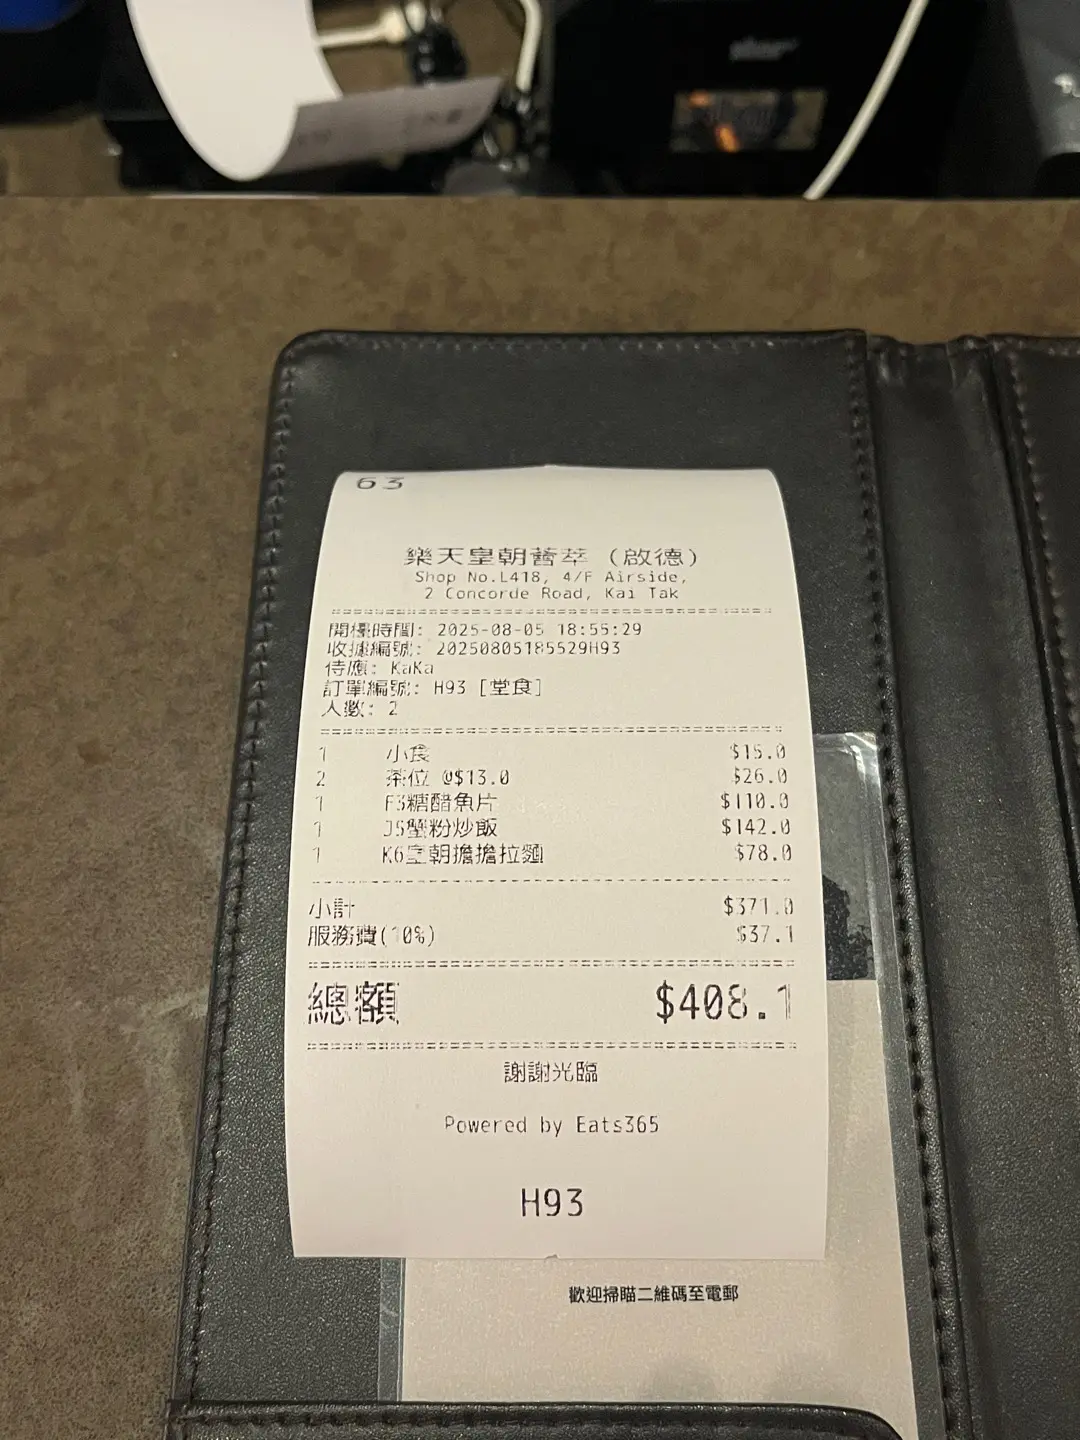 63
樂天皇朝薈萃 (啟德)
Shop No.L418, 4/F Airside,
2 Concorde Road, Kai Tak
開檯時間: 2025-08-05 18:55:29
收據編號: 20250805185529H93
侍應: KaKa
訂單編號: H93 [堂食]
人數: 2
1 小食 $15.0
2 茶位 @$13.0 $26.0
1 F3糖醋魚片 $110.0
1 J5蟹粉炒飯 $142.0
1 K6皇朝擔擔拉麵 $78.0
小計 $371.0
服務費(10%) $37.1
總額 $408.1
謝謝光臨
Powered by Eats365
H93
歡迎掃瞄二維碼至電郵